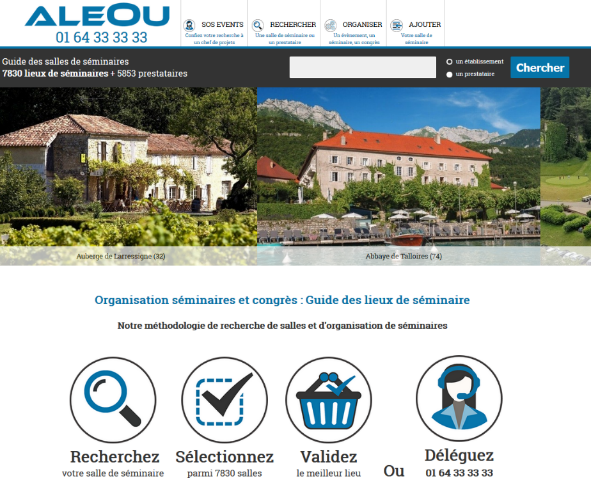 ALEOU
01 64 33 33 33
SOS EVENTS
Confiez votre recherche à
un chef de projets
RECHERCHER
Une salle de séminaire ou
un prestataire
ORGANISER
Un évènement, un
séminaire, un congrès
AJOUTER
Votre salle de
séminaire
Guide des salles de séminaires
7830 lieux de séminaires + 5853 prestataires
un établissement
un prestataire
Chercher
Auberge de Larressigne (32)
Abbaye de Talloires (74)
Organisation séminaires et congrès : Guide des lieux de séminaire
Notre méthodologie de recherche de salles et d'organisation de séminaires
Recherchez
votre salle de séminaire
Sélectionnez
parmi 7830 salles
Validez
le meilleur lieu
Ou
Déléguez
01 64 33 33 33